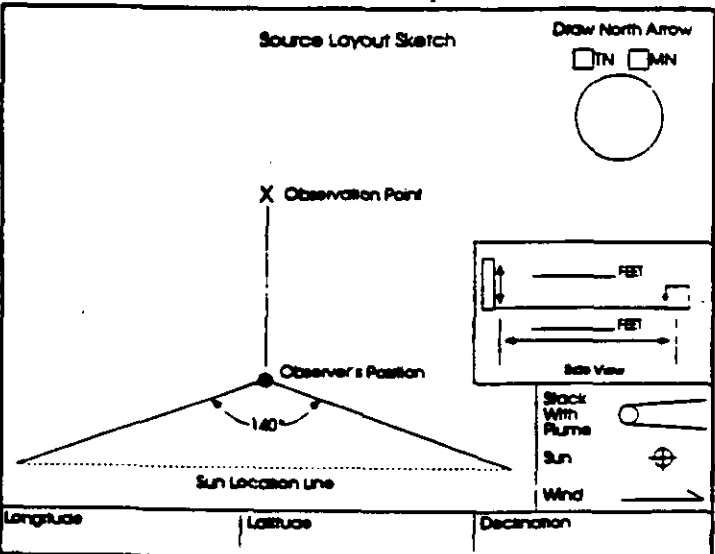 Source Layout Sketch
Draw North Arrow
TN MN
X Observation Point
FEET
FEET
Side View
Observer's Position
140°
Sun Location Line
Stack
With
Plume
Sun
Wind
Longitude
Latitude
Declination